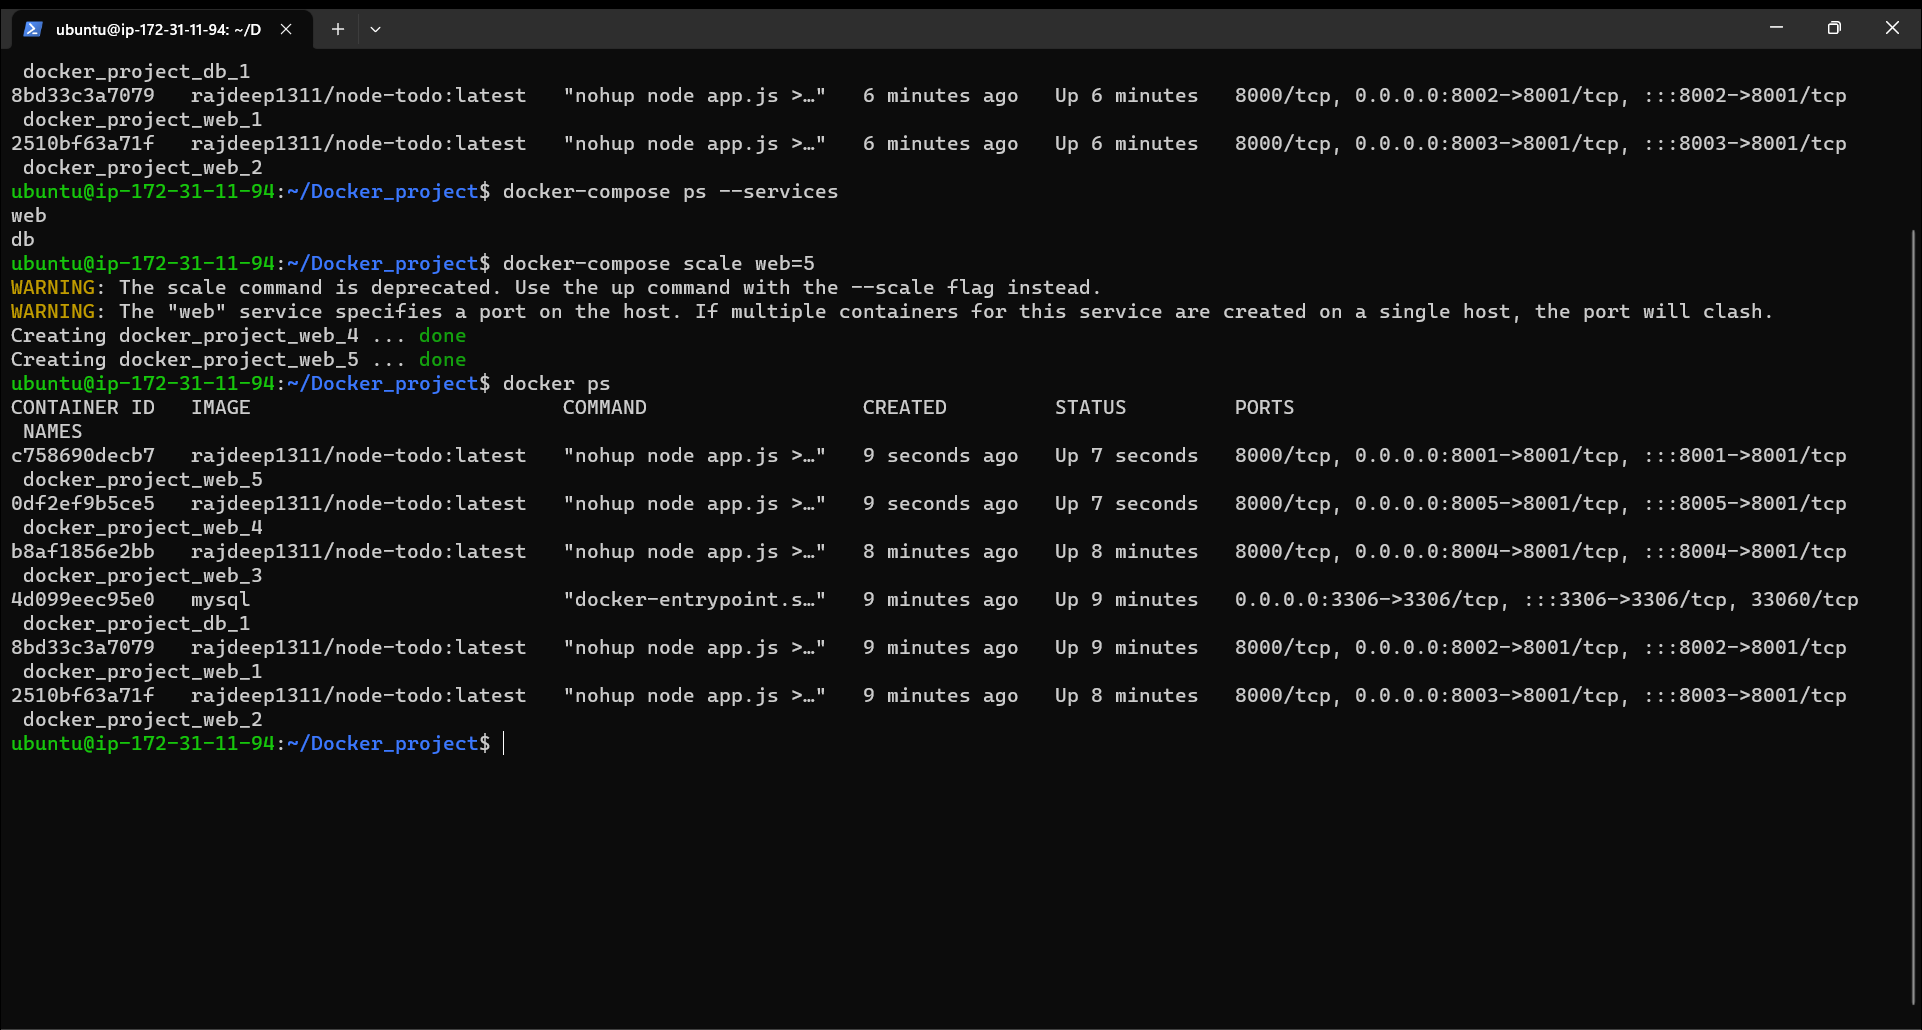 ubuntu@ip-172-31-11-94: ~/D
docker_project_db_1
8bd33c3a7079   rajdeep1311/node-todo:latest   "nohup node app.js >…"   6 minutes ago   Up 6 minutes   8000/tcp, 0.0.0.0:8002->8001/tcp, :::8002->8001/tcp
docker_project_web_1
2510bf63a71f   rajdeep1311/node-todo:latest   "nohup node app.js >…"   6 minutes ago   Up 6 minutes   8000/tcp, 0.0.0.0:8003->8001/tcp, :::8003->8001/tcp
docker_project_web_2
ubuntu@ip-172-31-11-94:~/Docker_project$ docker-compose ps --services
web
db
ubuntu@ip-172-31-11-94:~/Docker_project$ docker-compose scale web=5
WARNING: The scale command is deprecated. Use the up command with the --scale flag instead.
WARNING: The "web" service specifies a port on the host. If multiple containers for this service are created on a single host, the port will clash.
Creating docker_project_web_4 ... done
Creating docker_project_web_5 ... done
ubuntu@ip-172-31-11-94:~/Docker_project$ docker ps
CONTAINER ID   IMAGE                          COMMAND                  CREATED         STATUS         PORTS
NAMES
c758690decb7   rajdeep1311/node-todo:latest   "nohup node app.js >…"   9 seconds ago   Up 7 seconds   8000/tcp, 0.0.0.0:8001->8001/tcp, :::8001->8001/tcp
docker_project_web_5
0df2ef9b5ce5   rajdeep1311/node-todo:latest   "nohup node app.js >…"   9 seconds ago   Up 7 seconds   8000/tcp, 0.0.0.0:8005->8001/tcp, :::8005->8001/tcp
docker_project_web_4
b8af1856e2bb   rajdeep1311/node-todo:latest   "nohup node app.js >…"   8 minutes ago   Up 8 minutes   8000/tcp, 0.0.0.0:8004->8001/tcp, :::8004->8001/tcp
docker_project_web_3
4d099eec95e0   mysql                          "docker-entrypoint.s…"   9 minutes ago   Up 9 minutes   0.0.0.0:3306->3306/tcp, :::3306->3306/tcp, 33060/tcp
docker_project_db_1
8bd33c3a7079   rajdeep1311/node-todo:latest   "nohup node app.js >…"   9 minutes ago   Up 9 minutes   8000/tcp, 0.0.0.0:8002->8001/tcp, :::8002->8001/tcp
docker_project_web_1
2510bf63a71f   rajdeep1311/node-todo:latest   "nohup node app.js >…"   9 minutes ago   Up 8 minutes   8000/tcp, 0.0.0.0:8003->8001/tcp, :::8003->8001/tcp
docker_project_web_2
ubuntu@ip-172-31-11-94:~/Docker_project$